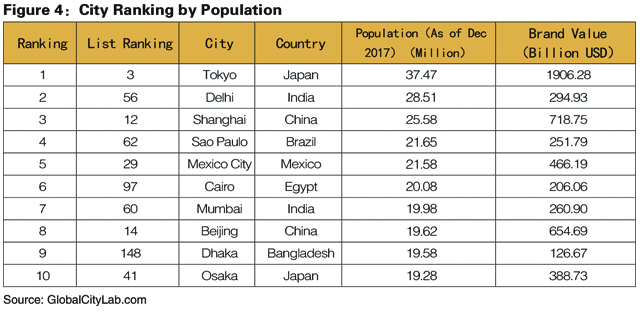 Figure 4：City Ranking by Population
Ranking List Ranking City Country Population (As of Dec 2017) (Million) Brand Value (Billion USD)
1 3 Tokyo Japan 37.47 1906.28
2 56 Delhi India 28.51 294.93
3 12 Shanghai China 25.58 718.75
4 62 Sao Paulo Brazil 21.65 251.79
5 29 Mexico City Mexico 21.58 466.19
6 97 Cairo Egypt 20.08 206.06
7 60 Mumbai India 19.98 260.90
8 14 Beijing China 19.62 654.69
9 148 Dhaka Bangladesh 19.58 126.67
10 41 Osaka Japan 19.28 388.73
Source: GlobalCityLab.com